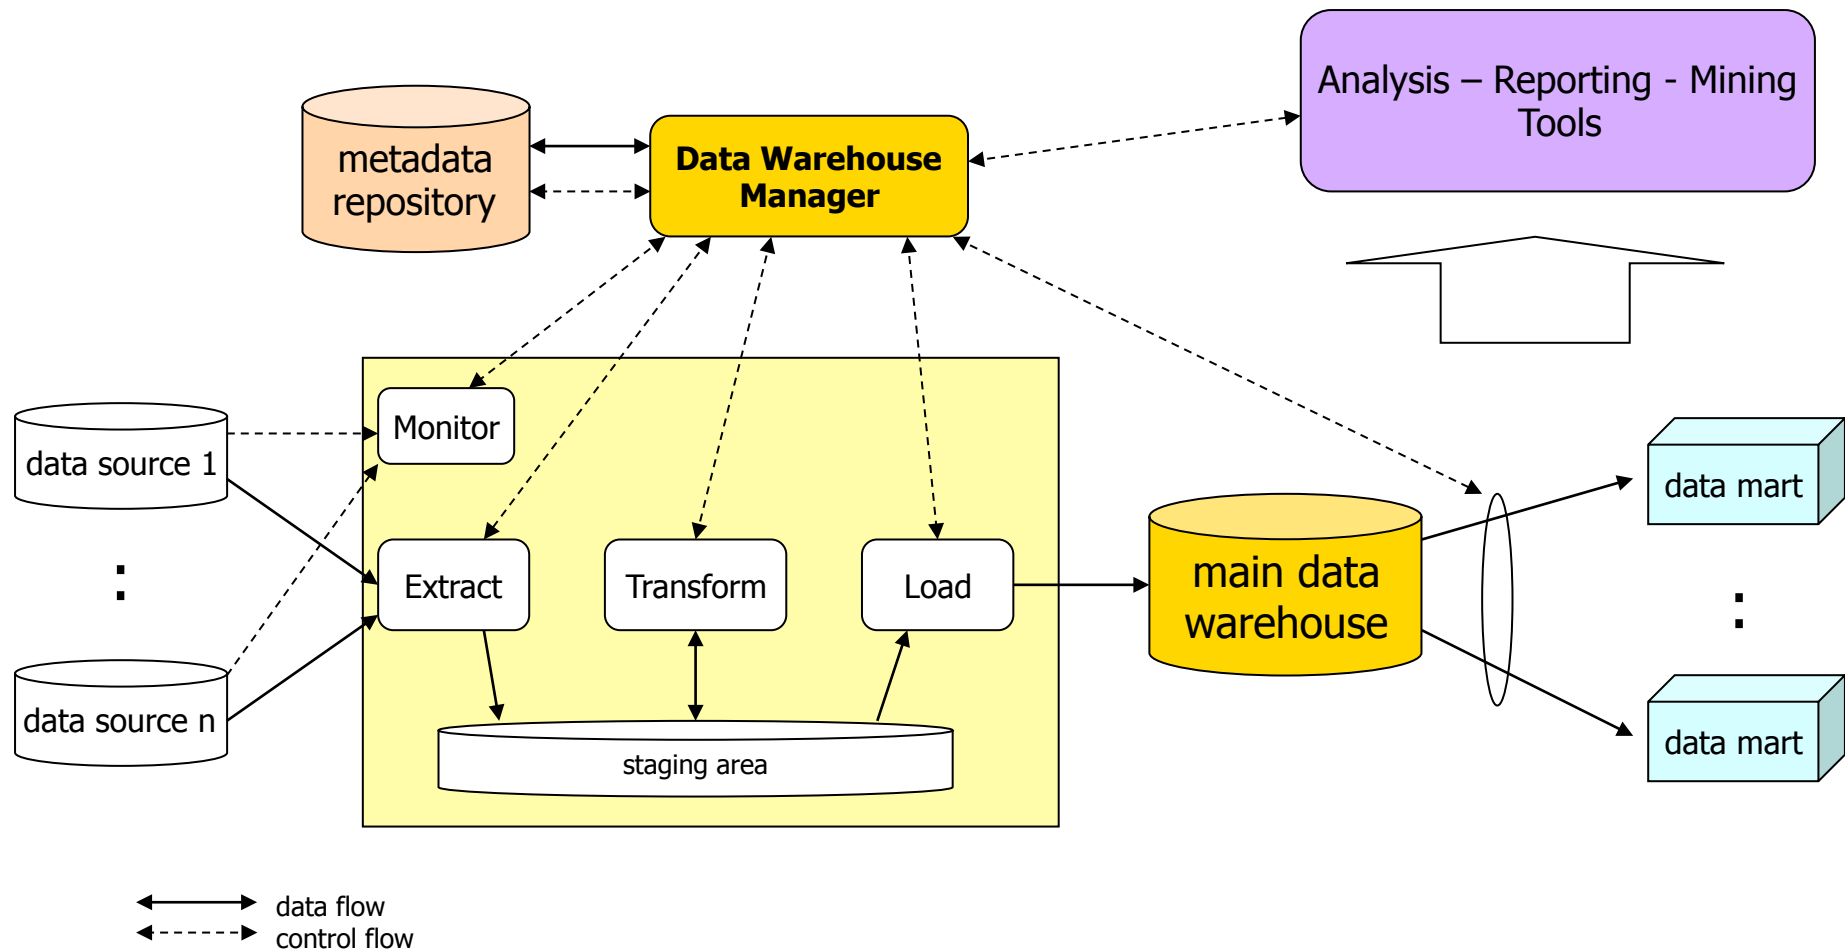 Analysis – Reporting - Mining
Tools
metadata
repository
Data Warehouse
Manager
Monitor
data source 1
data mart
:
Extract
Transform
Load
main data
warehouse
:
data source n
data mart
staging area
data flow
control flow